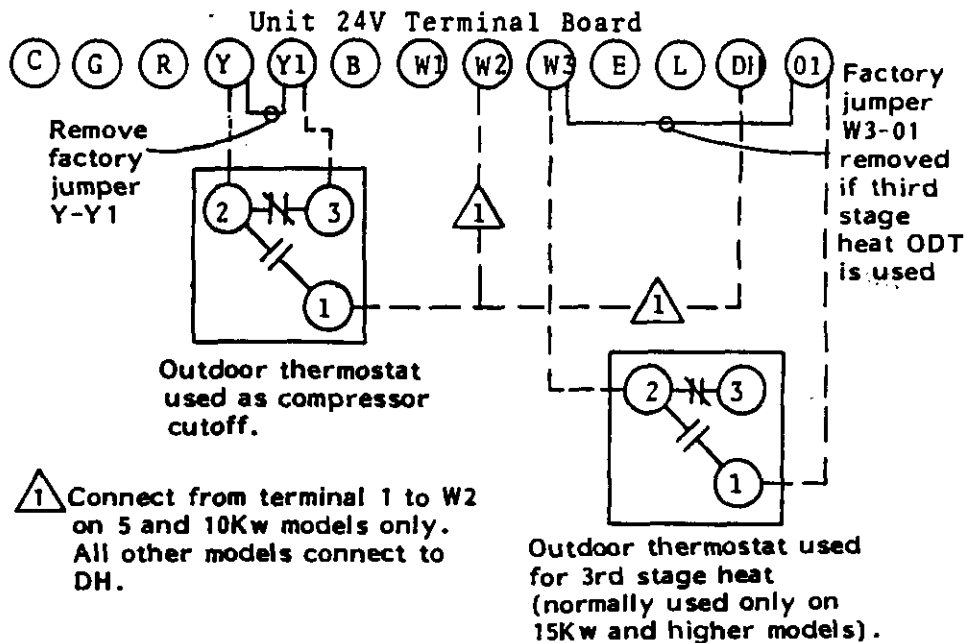 Unit 24V Terminal Board
C G R Y Y1 B W1 W2 W3 E L DH 01
Remove
factory
jumper
Y-Y1
Factory
jumper
W3-01
removed
if third
stage
heat ODT
is used
2 3
1
1
1
Outdoor thermostat
used as compressor
cutoff.
2 3
1
1 Connect from terminal 1 to W2
on 5 and 10Kw models only.
All other models connect to
DH.
Outdoor thermostat used
for 3rd stage heat
(normally used only on
15Kw and higher models).